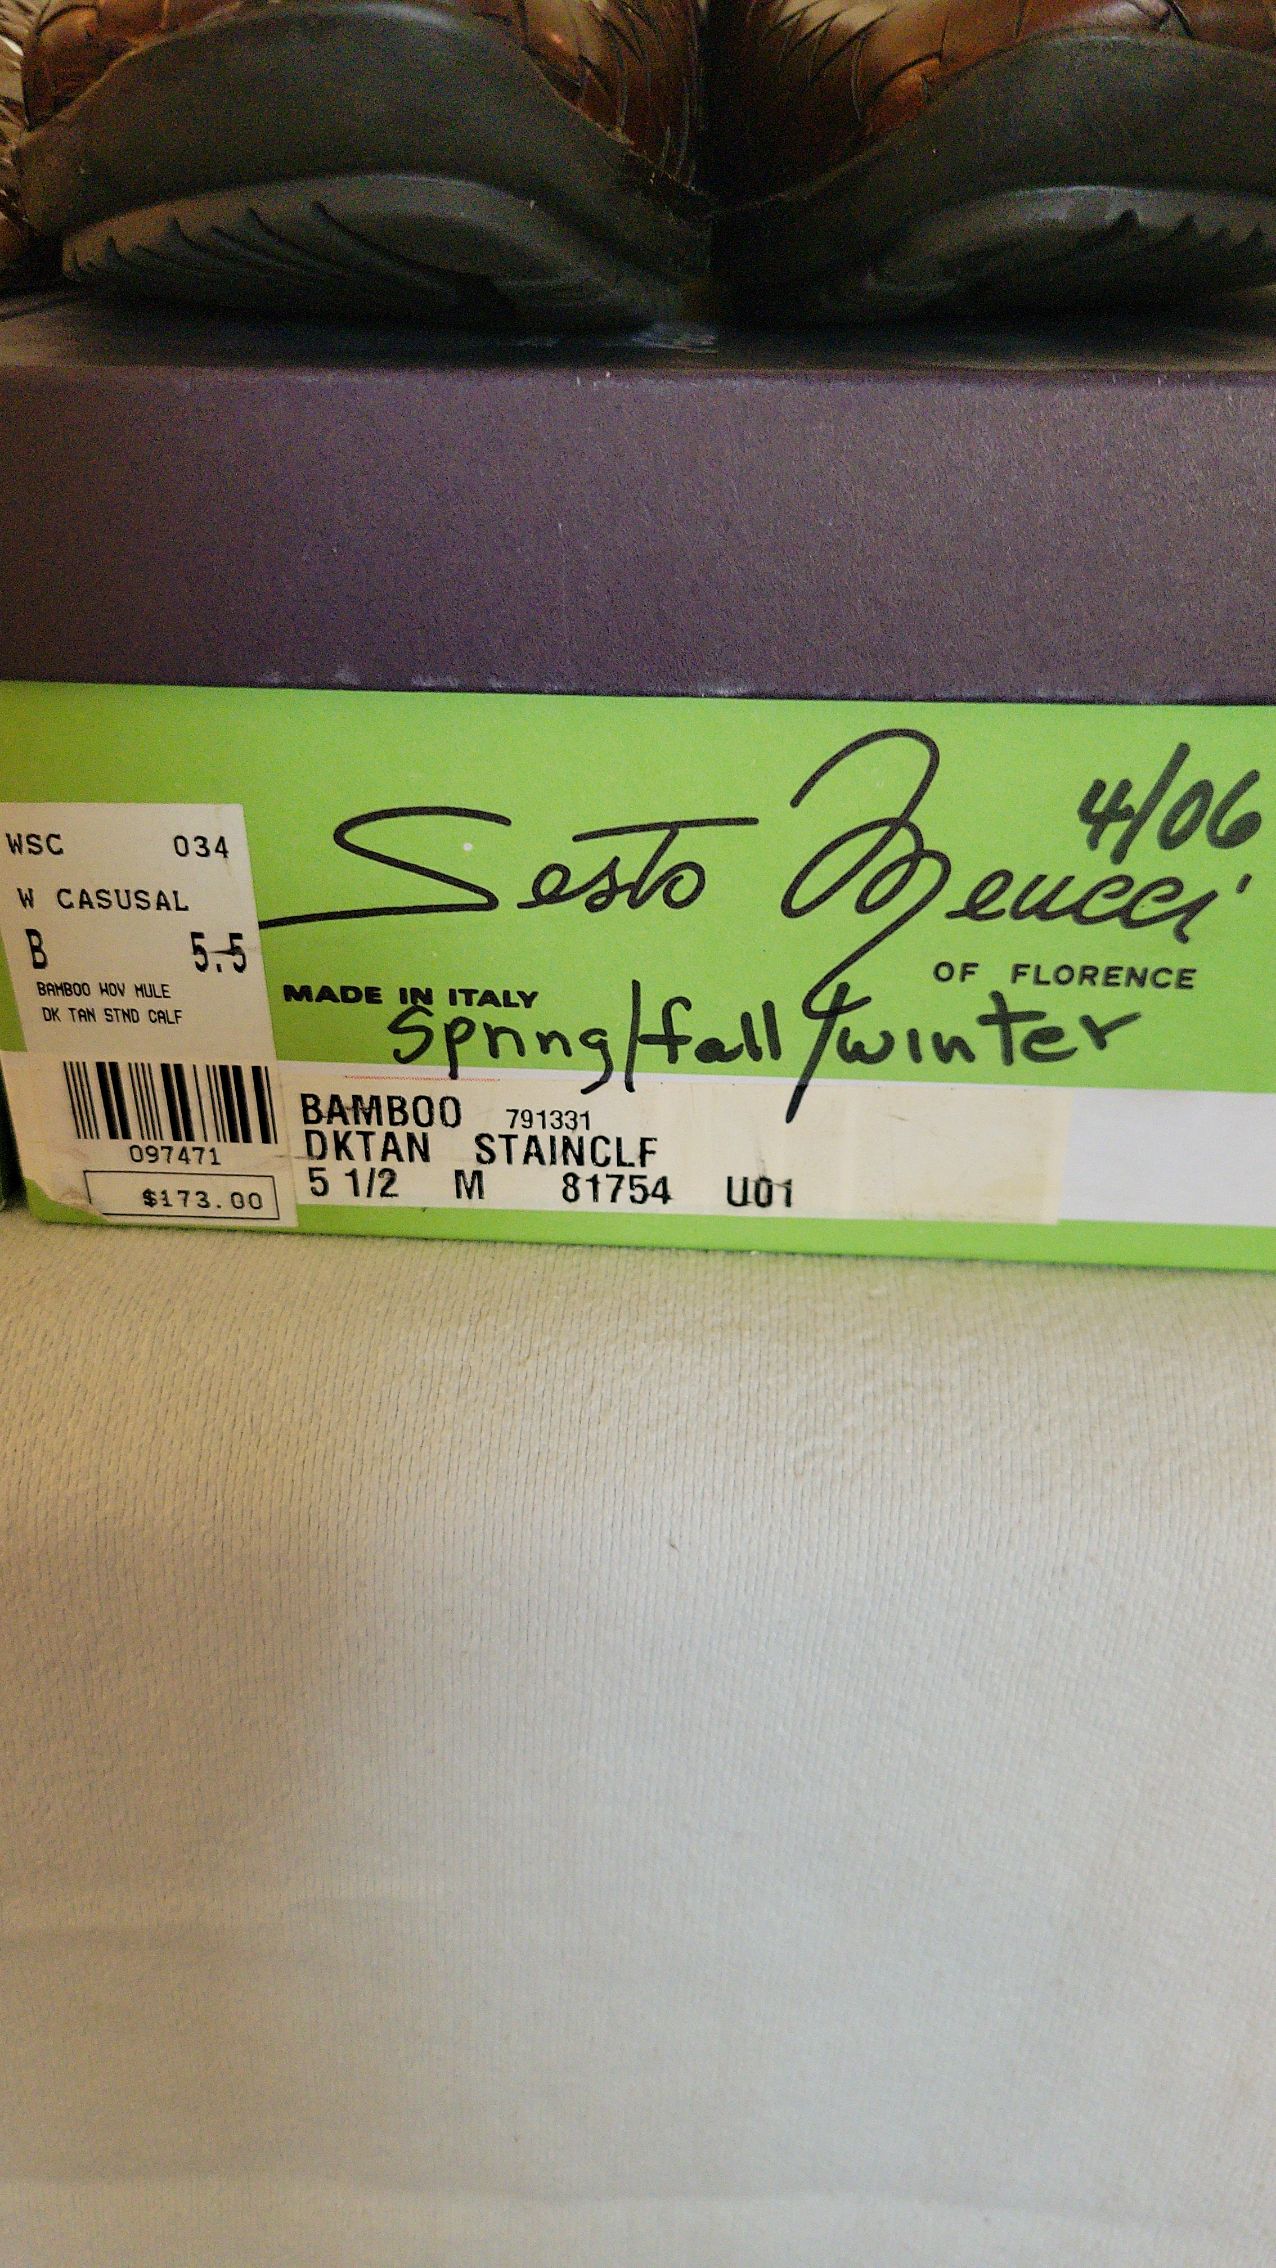 4/06
Sesto Meucci
OF FLORENCE
MADE IN ITALY
Spring/fall/winter
WSC 034
W CASUSAL
B 5.5
BAMBOO WOV MULE
DK TAN STND CALF
097471
$173.00
BAMBOO 791331
DKTAN STAINCLF
5 1/2 M 81754 U01